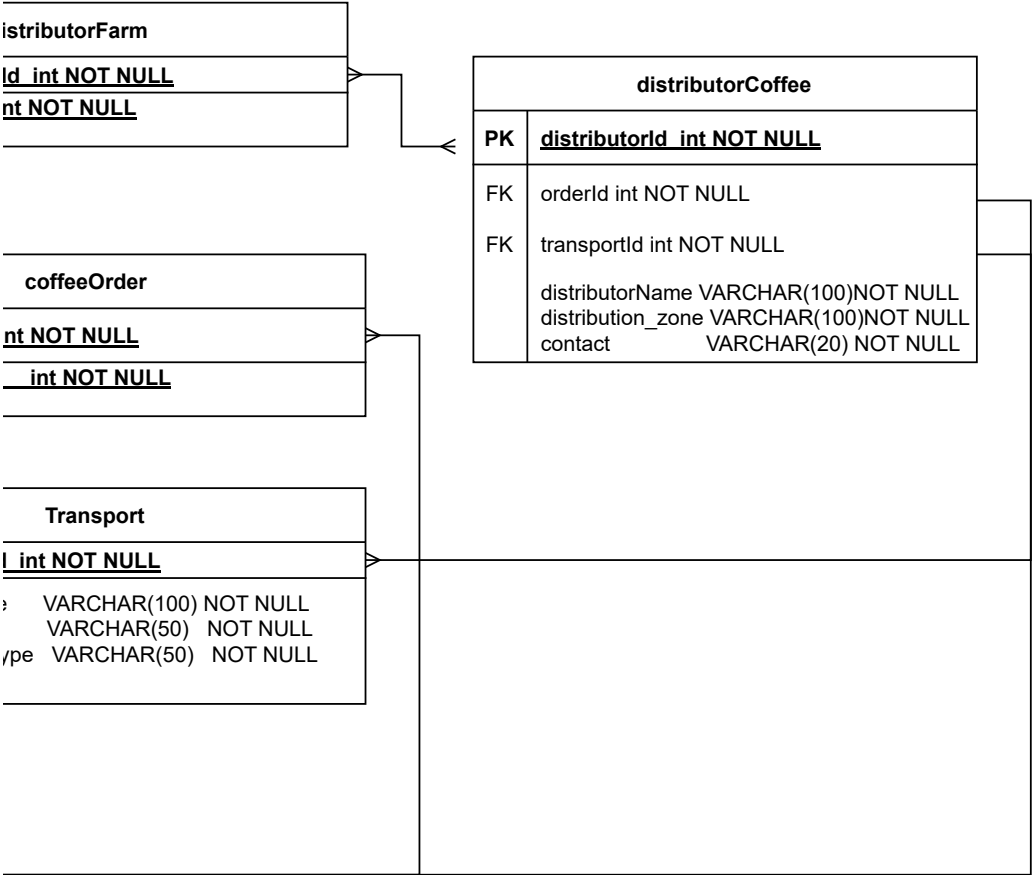 istributorFarm
Id int NOT NULL
nt NOT NULL
distributorCoffee
PK distributorId int NOT NULL
FK orderId int NOT NULL
FK transportId int NOT NULL
distributorName VARCHAR(100)NOT NULL
distribution_zone VARCHAR(100)NOT NULL
contact VARCHAR(20) NOT NULL
coffeeOrder
nt NOT NULL
int NOT NULL
Transport
int NOT NULL
VARCHAR(100) NOT NULL
VARCHAR(50) NOT NULL
ype VARCHAR(50) NOT NULL